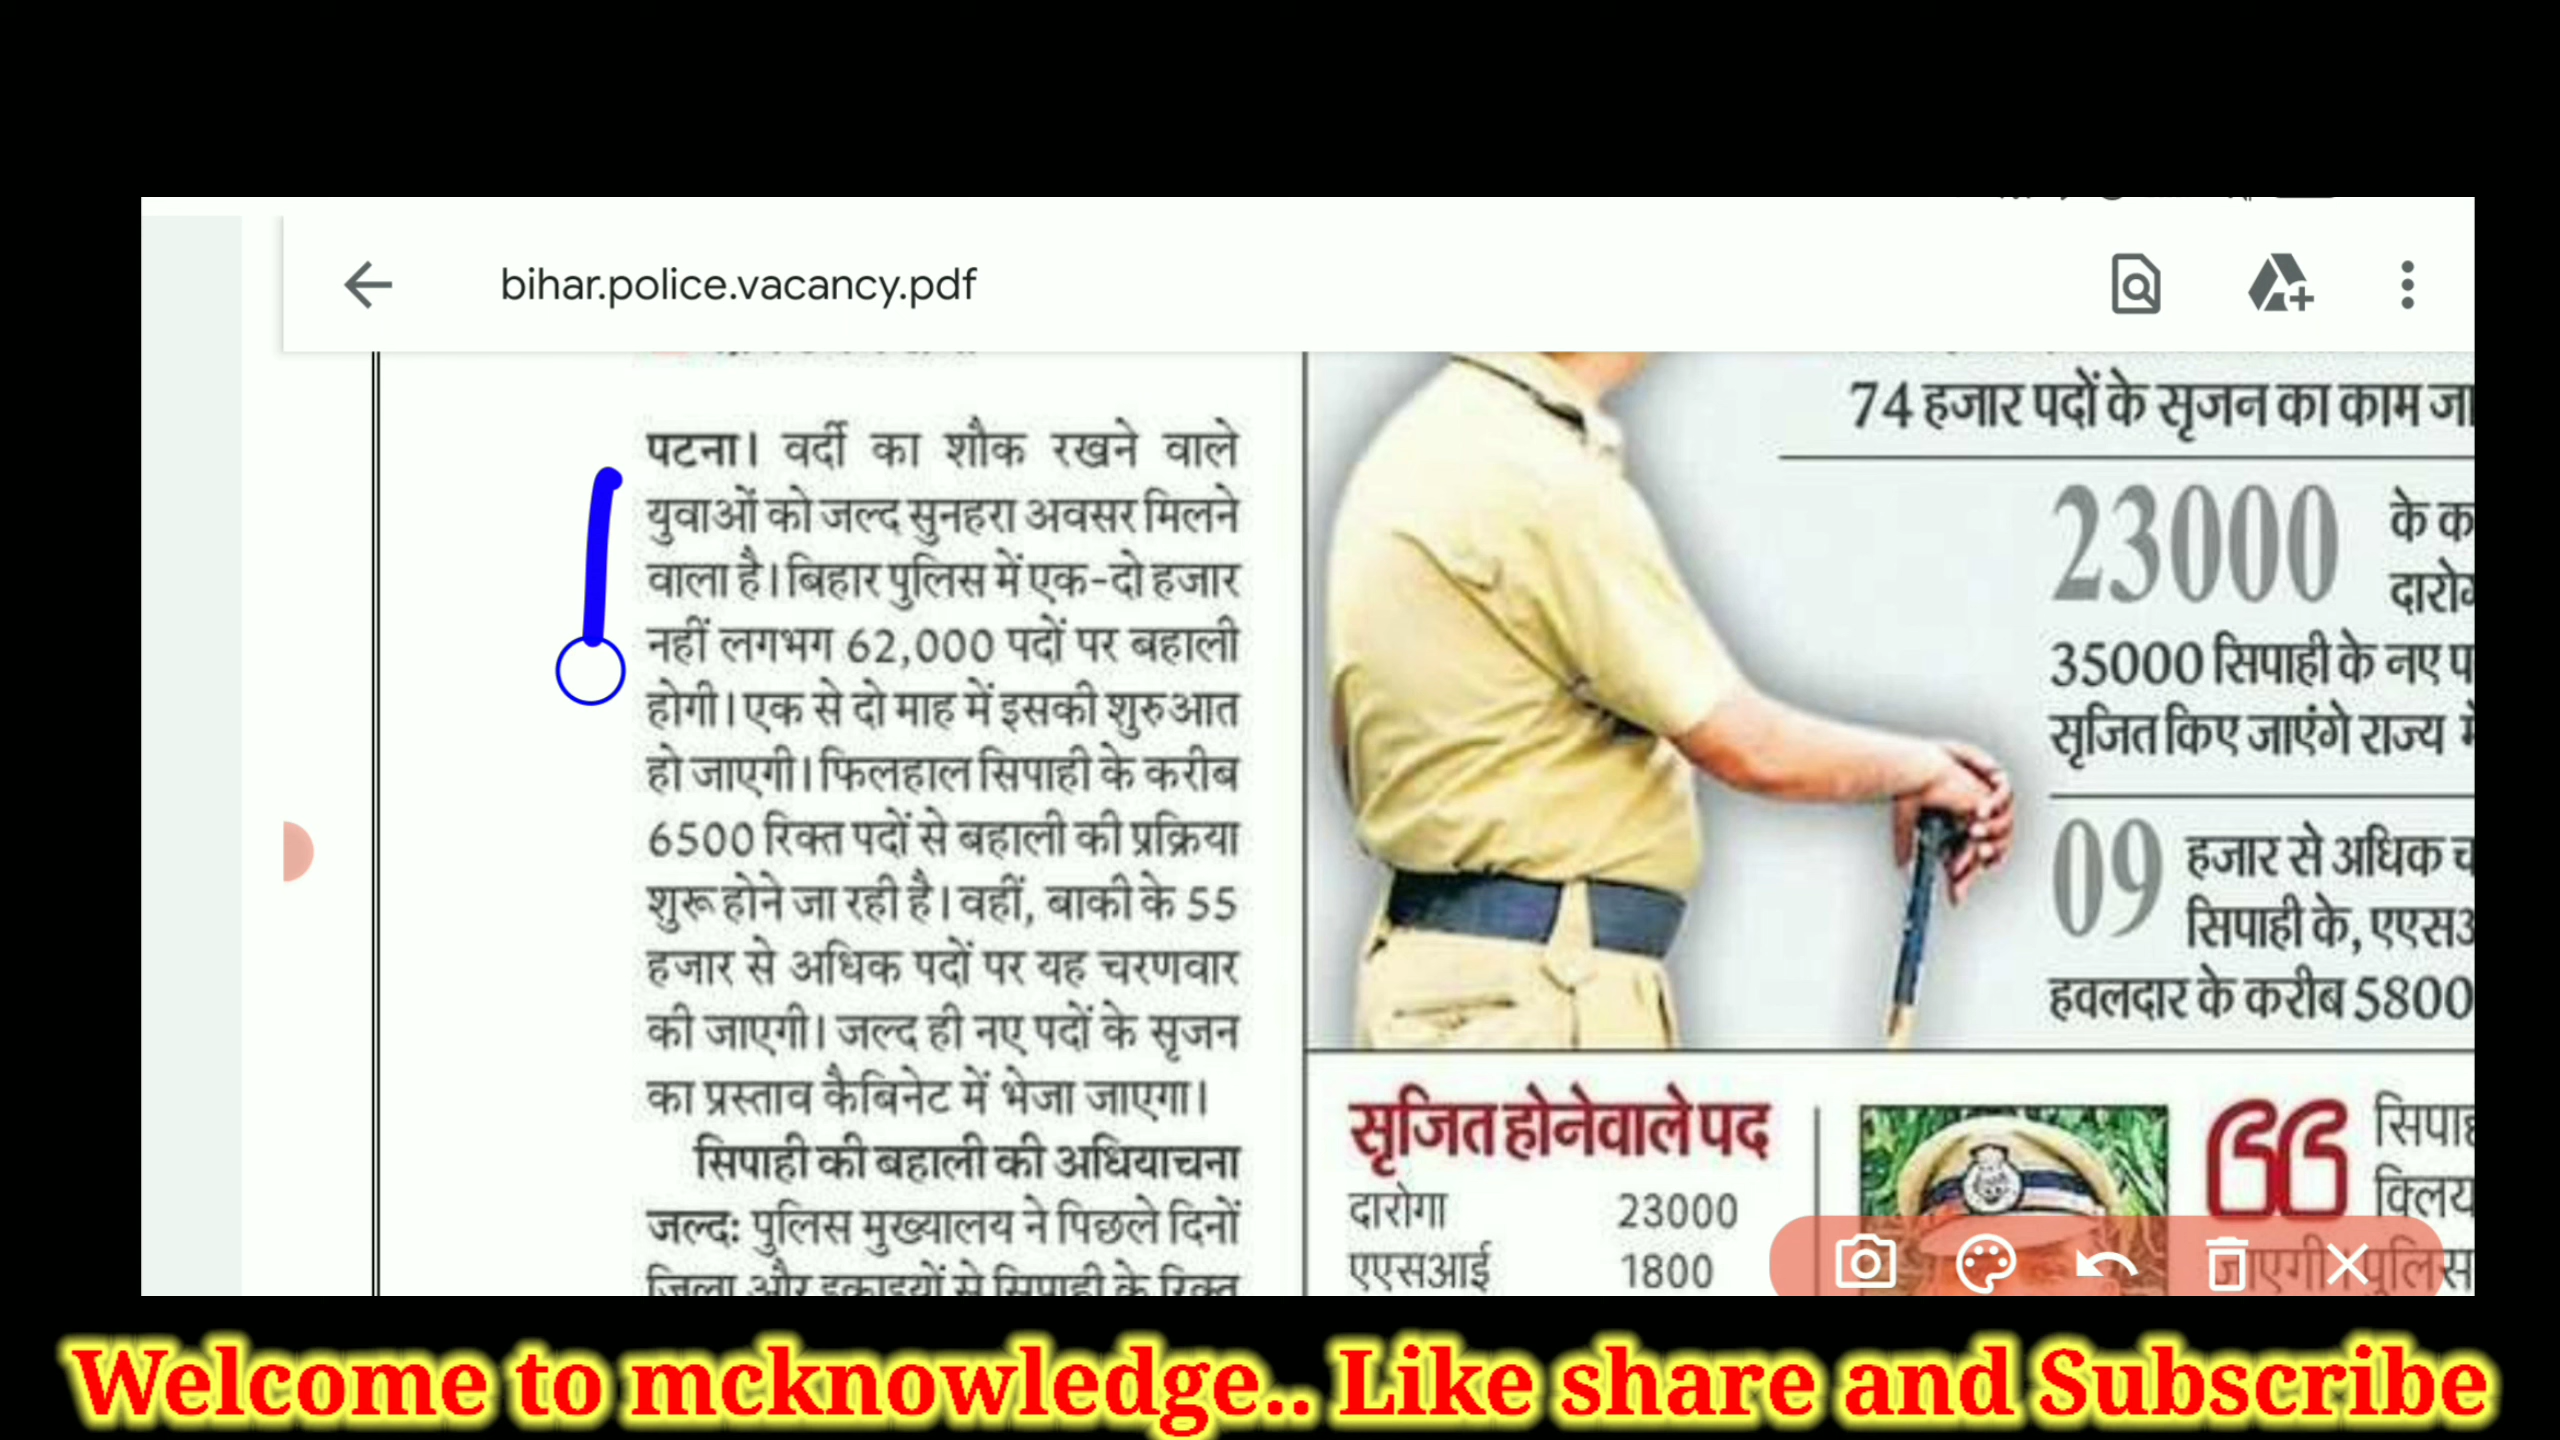 bihar.police.vacancy.pdf
पटना। वर्दी का शौक रखने वाले
युवाओं को जल्द सुनहरा अवसर मिलने
वाला है। बिहार पुलिस में एक-दो हजार
नहीं लगभग 62,000 पदों पर बहाली
होगी। एक से दो माह में इसकी शुरुआत
हो जाएगी। फिलहाल सिपाही के करीब
6500 रिक्त पदों से बहाली की प्रक्रिया
शुरू होने जा रही है। वहीं, बाकी के 55
हजार से अधिक पदों पर यह चरणवार
की जाएगी। जल्द ही नए पदों के सृजन
का प्रस्ताव कैबिनेट में भेजा जाएगा।
सिपाही की बहाली की अधियाचना
जल्द: पुलिस मुख्यालय ने पिछले दिनों
जिला और इकाइयों से सिपाही के रिक्त
74 हजार पदों के सृजन का काम
23000 के
35000 सिपाही के नए
सृजित किए जाएंगे राज्य
09 हजार से अधिक
सिपाही के,
हवलदार के करीब 5800
सृजित होनेवाले पद
दारोगा 23000
एएसआई 1800
जाएगी। पुलिस
Welcome to mcknowledge.. Like share and Subscribe